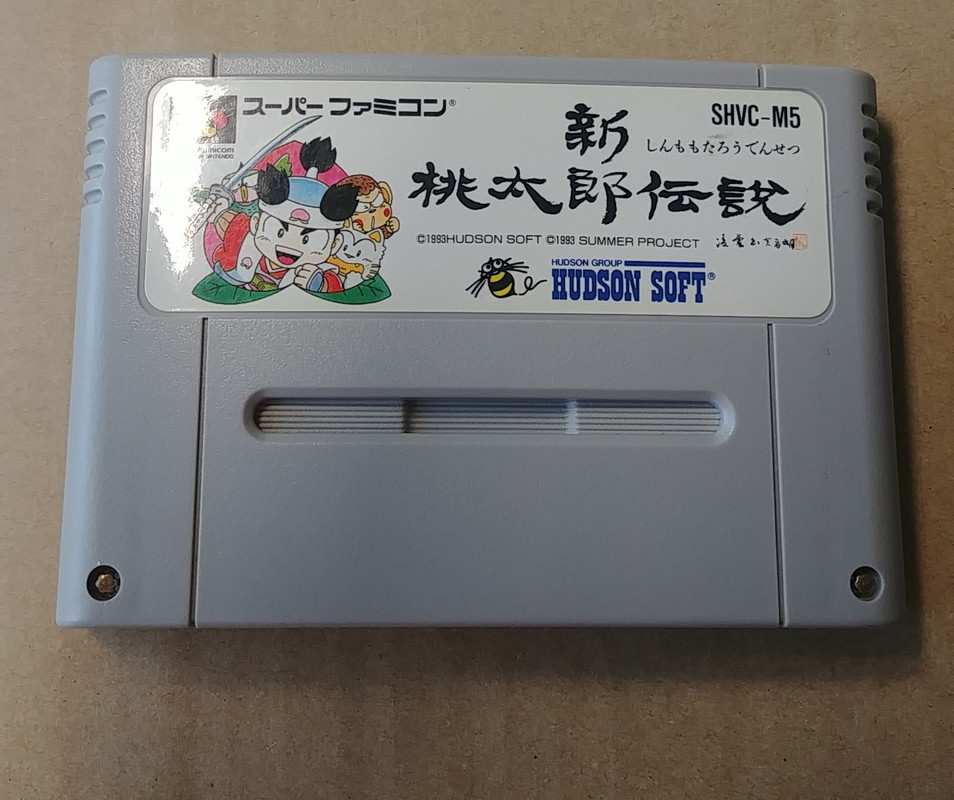 スーパーファミコン®
SHVC-M5
新
しんももたろうでんせつ
桃太郎伝説
©1993HUDSON SOFT ©1993 SUMMER PROJECT
HUDSON GROUP
HUDSON SOFT®